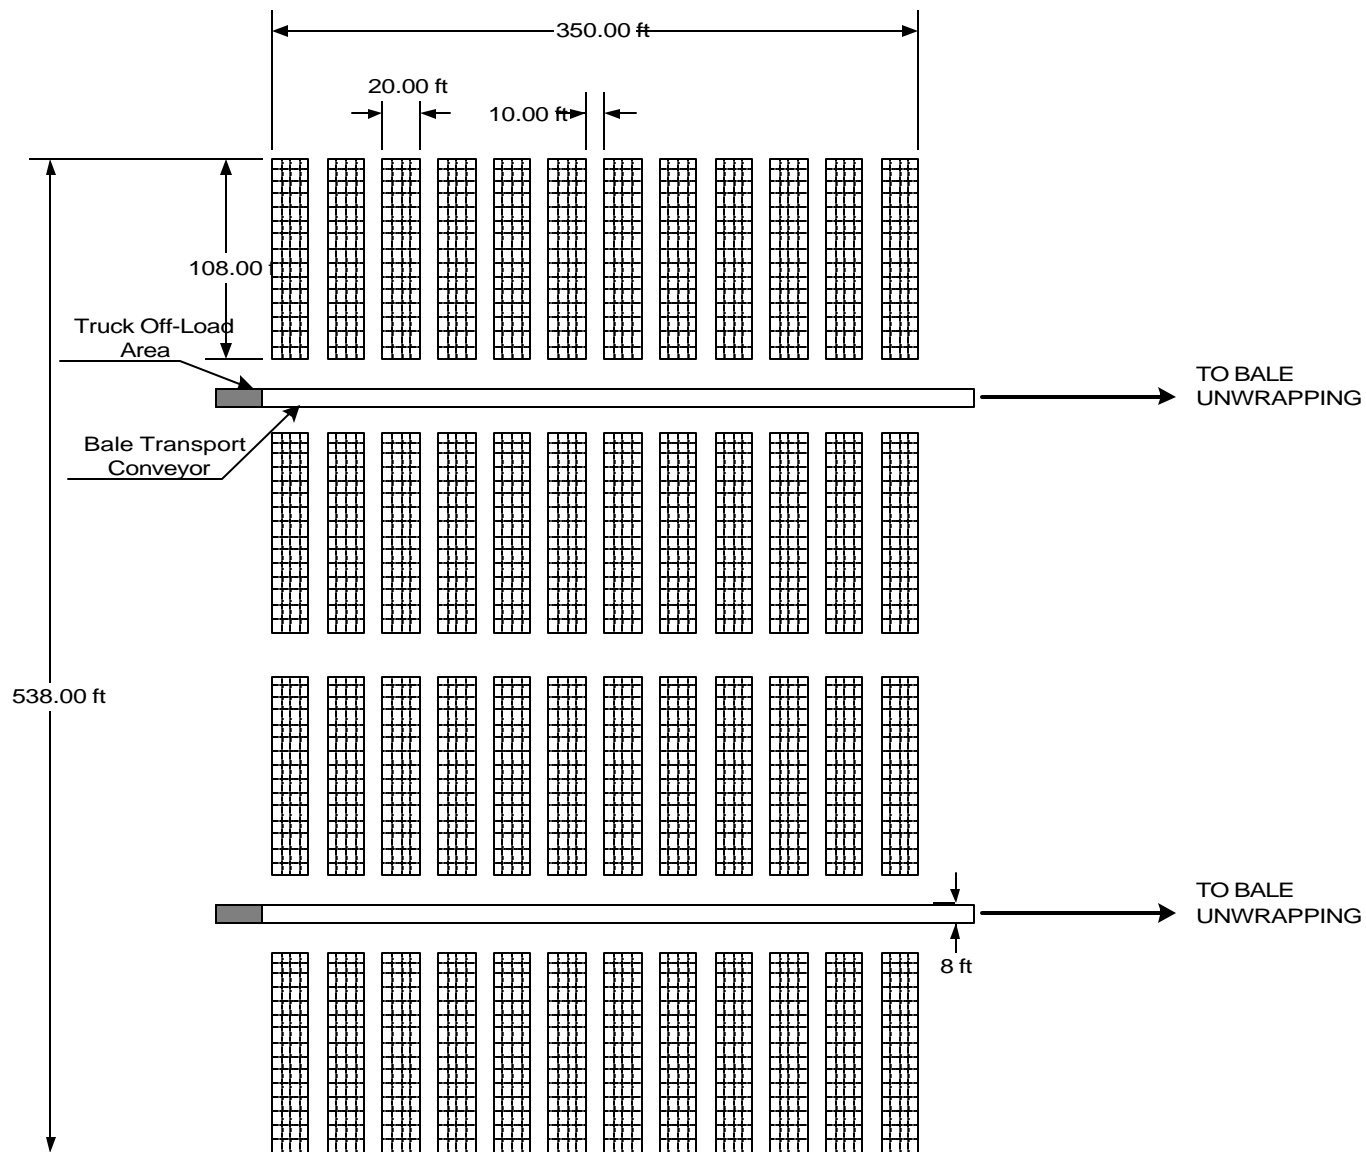 350.00 ft
20.00 ft
10.00 ft
108.00 f
Truck Off-Load
Area
TO BALE
UNWRAPPING
Bale Transport
Conveyor
538.00 ft
TO BALE
UNWRAPPING
8 ft